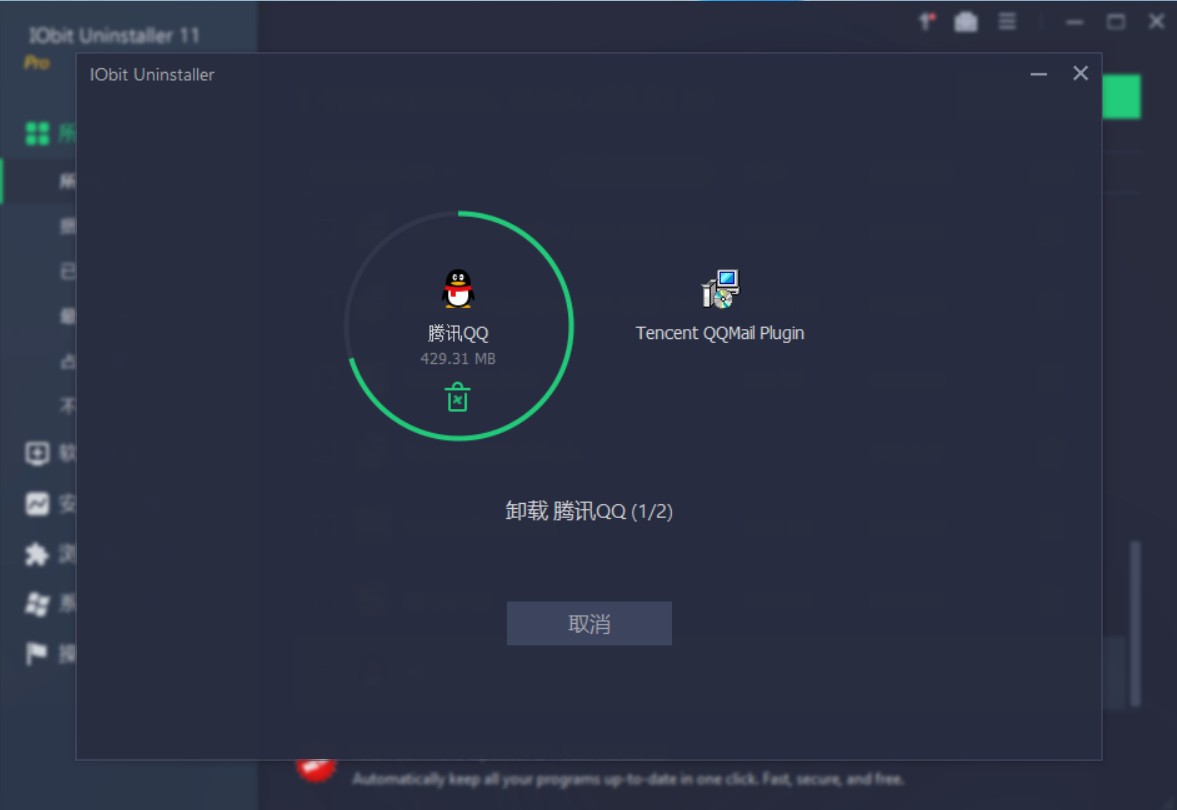 IObit Uninstaller 11
Pro
IObit Uninstaller
腾讯QQ
429.31 MB
Tencent QQMail Plugin
卸载 腾讯QQ (1/2)
取消
Automatically keep all your programs up-to-date in one click. Fast, secure, and free.